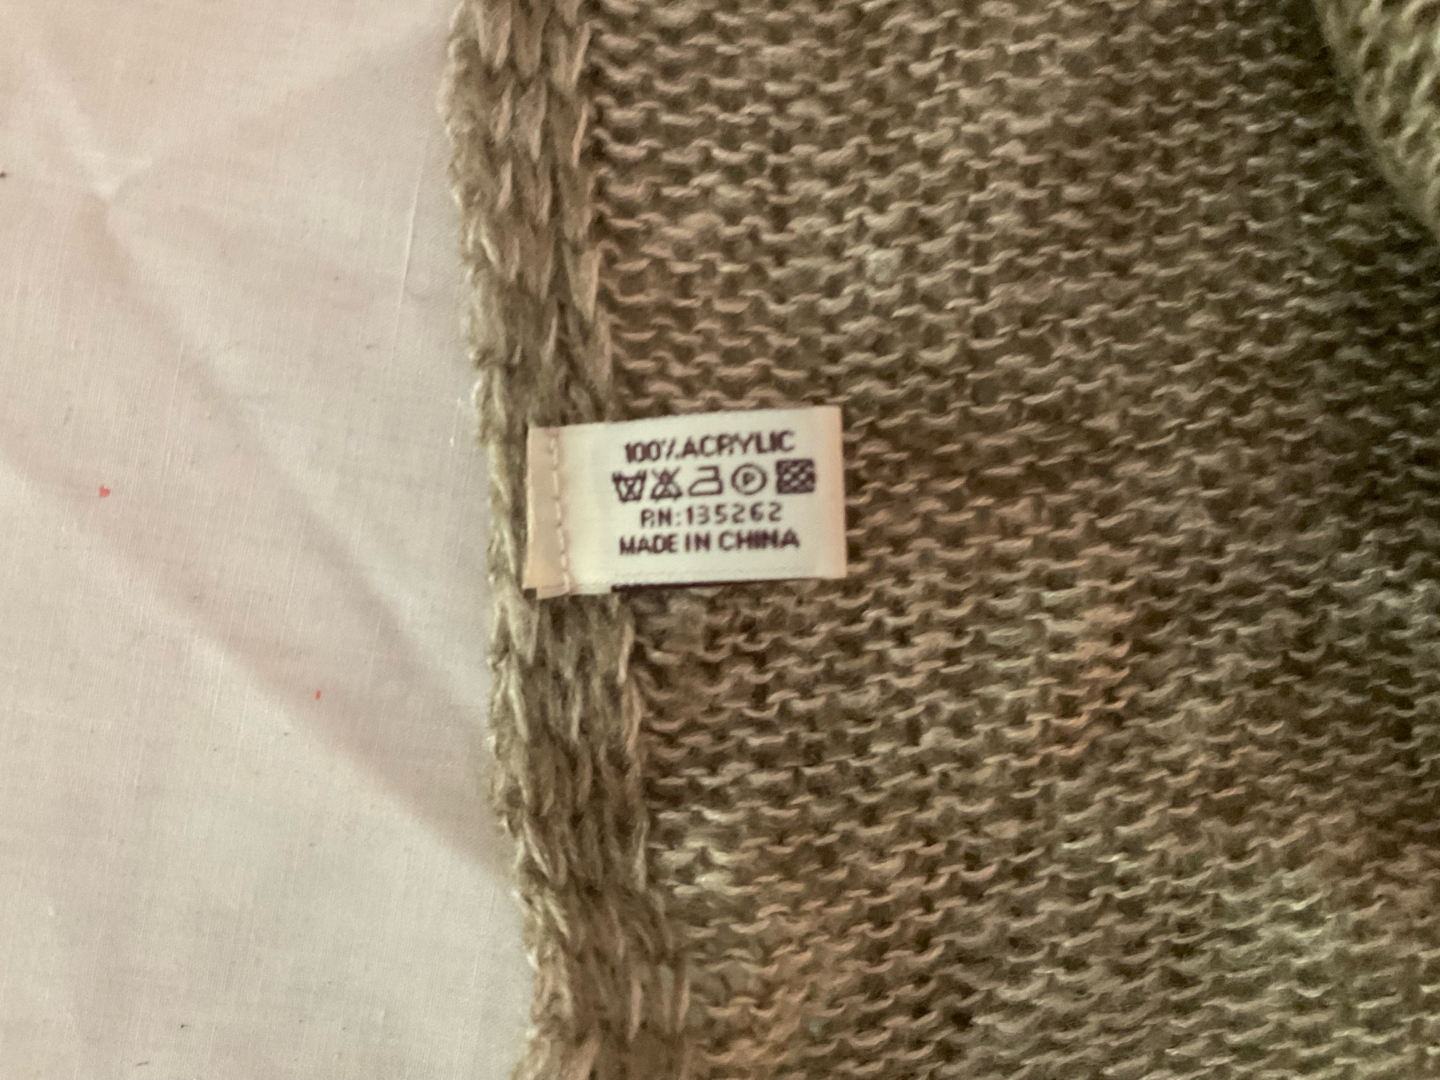 100% ACRYLIC
P
RN:135262
MADE IN CHINA